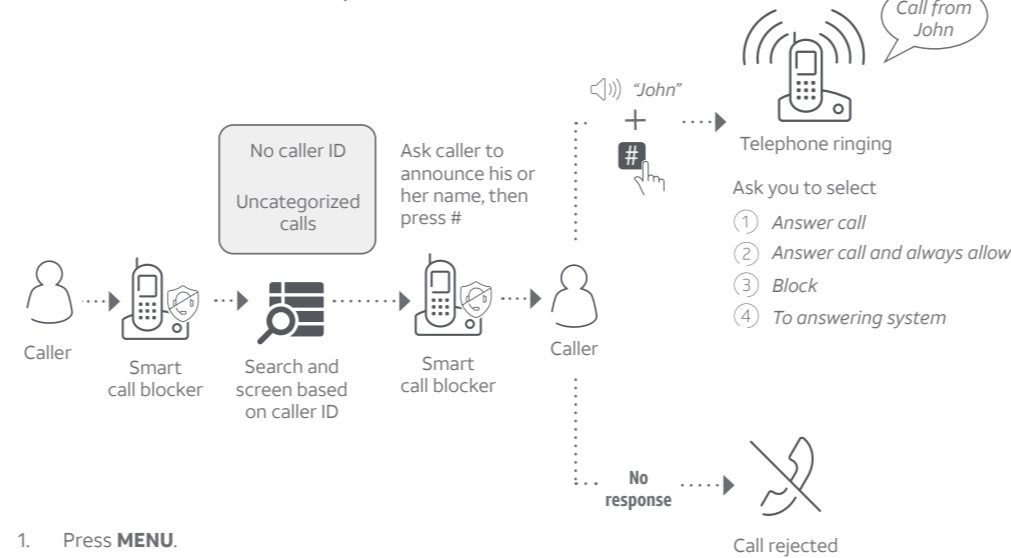 Call from
John
"John"
+
#
Telephone ringing
No caller ID
Uncategorized
calls
Ask caller to
announce his or
her name, then
press #
Ask you to select
1 Answer call
2 Answer call and always allow
3 Block
4 To answering system
Caller
Smart
call blocker
Search and
screen based
on caller ID
Smart
call blocker
Caller
No
response
Call rejected
1. Press MENU.